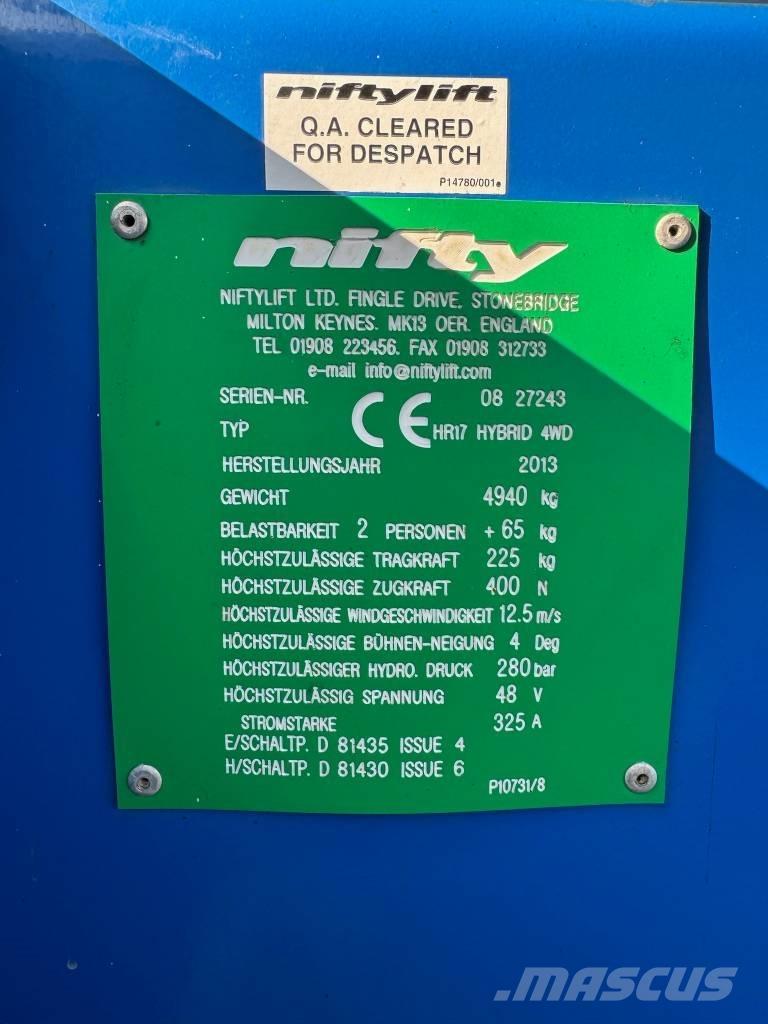 niftylift
Q.A. CLEARED
FOR DESPATCH
P14780/001e
nifty
NIFTYLIFT LTD. FINGLE DRIVE. STONEBRIDGE
MILTON KEYNES. MK13 OER. ENGLAND
TEL 01908 223456. FAX 01908 312733
e-mail info@niftylift.com
SERIEN-NR. 08 27243
TYP CE HR17 HYBRID 4WD
HERSTELLUNGSJAHR 2013
GEWICHT 4940 kg
BELASTBARKEIT 2 PERSONEN + 65 kg
HÖCHSTZULÄSSIGE TRAGKRAFT 225 kg
HÖCHSTZULÄSSIGE ZUGKRAFT 400 N
HÖCHSTZULÄSSIGE WINDGESCHWINDIGKEIT 12.5 m/s
HÖCHSTZULÄSSIGE BÜHNEN-NEIGUNG 4 Deg
HÖCHSTZULÄSSIGER HYDRO. DRUCK 280 bar
HÖCHSTZULÄSSIG SPANNUNG 48 V
STROMSTARKE 325 A
E/SCHALTP. D 81435 ISSUE 4
H/SCHALTP. D 81430 ISSUE 6
P10731/8
MASCUS